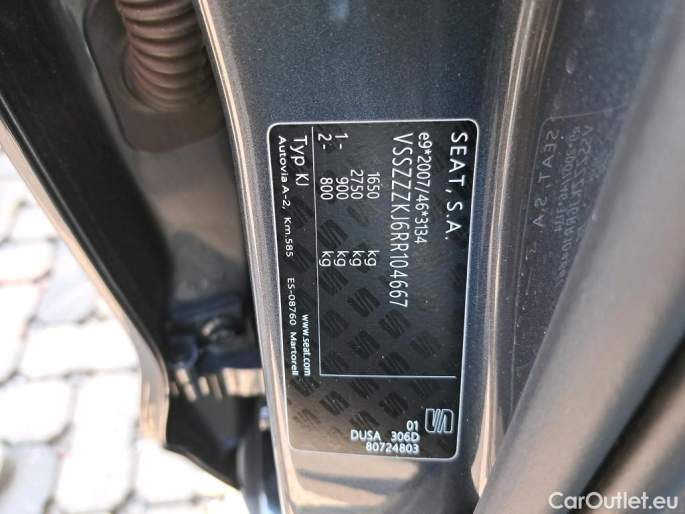 SEAT, S.A.
e9*2007/46*3134
VSSZZZKJ6RR104667
1650 kg
2750 kg
1- 900 kg
2- 800 kg
Typ KJ
Autovia A-2, Km.585
ES-08760 Martorell
www.seat.com
01
DUSA 306D
80724803
SEAT, S.A.
CarOutlet.eu